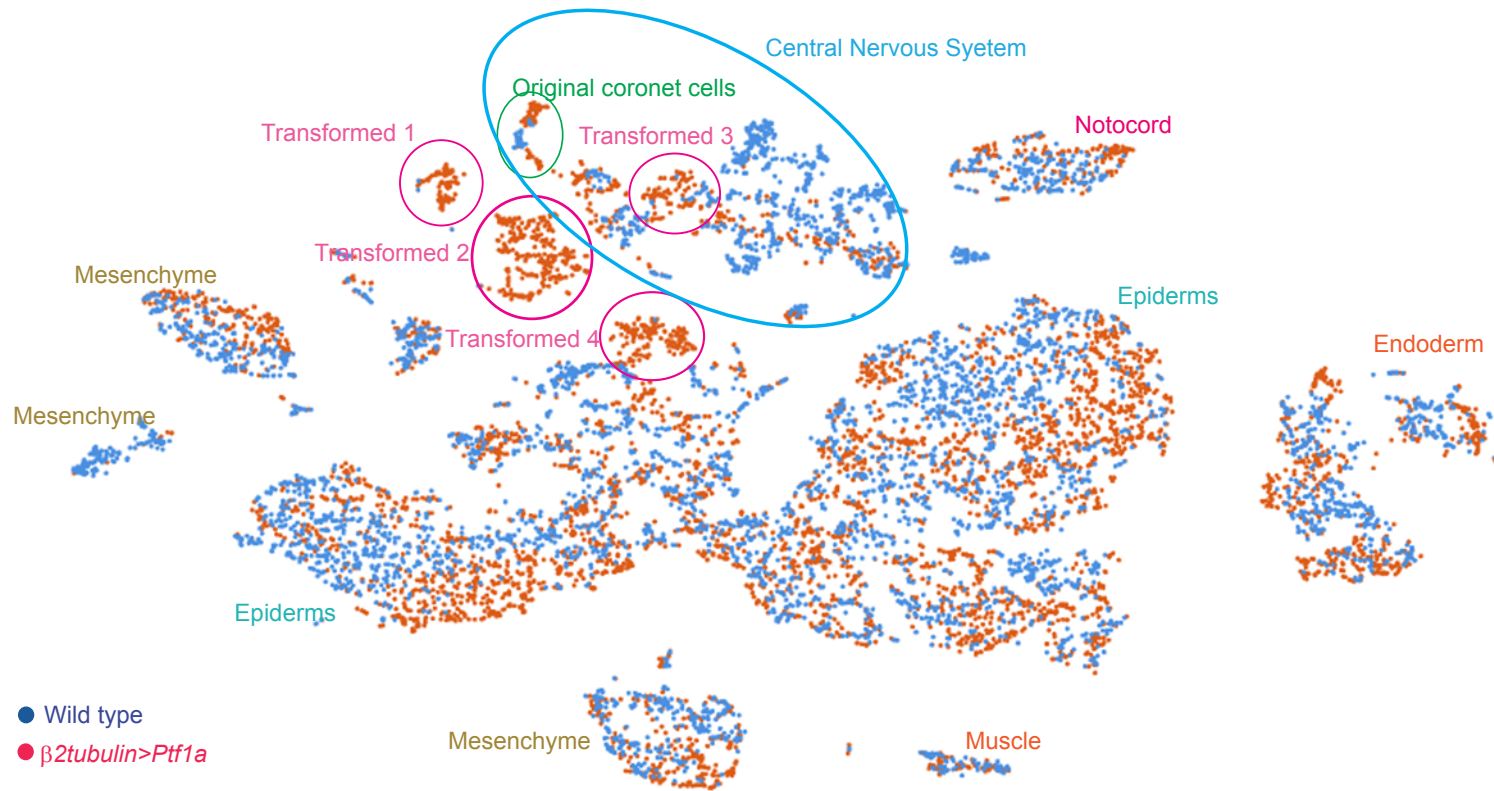 Central Nervous Syetem
Original coronet cells
Transformed 1
Transformed 3
Notocord
Transformed 2
Mesenchyme
Epiderms
Transformed 4
Endoderm
Mesenchyme
Epiderms
Wild type
Mesenchyme
Muscle
β2tubulin>Ptf1a